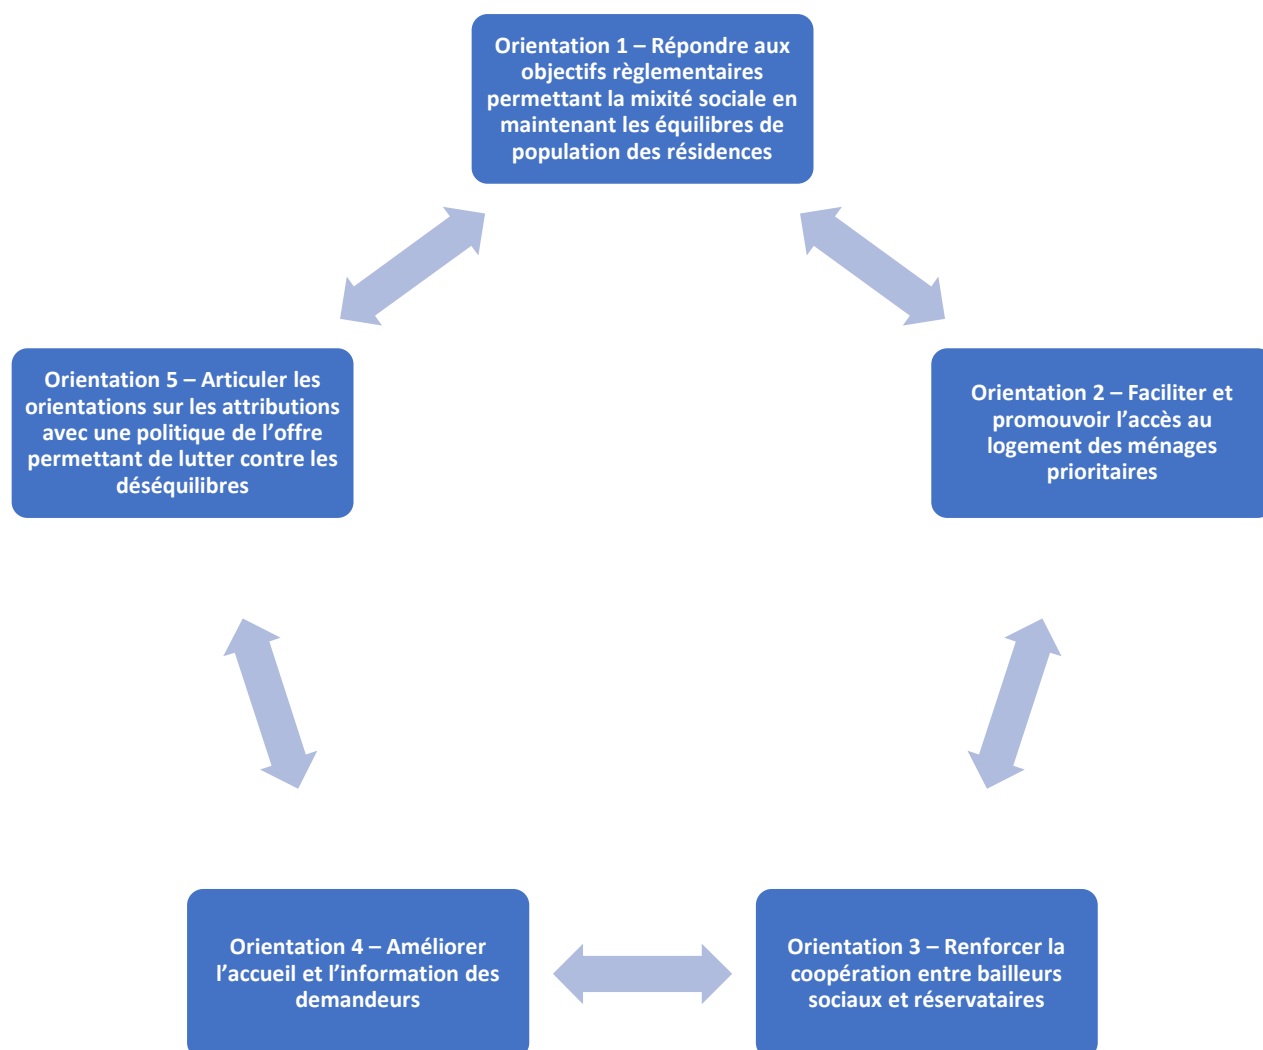 Orientation 1 – Répondre aux
objectifs règlementaires
permettant la mixité sociale en
maintenant les équilibres de
population des résidences
Orientation 2 – Faciliter et
promouvoir l’accès au
logement des ménages
prioritaires
Orientation 3 – Renforcer la
coopération entre bailleurs
sociaux et réservataires
Orientation 4 – Améliorer
l’accueil et l’information des
demandeurs
Orientation 5 – Articuler les
orientations sur les attributions
avec une politique de l’offre
permettant de lutter contre les
déséquilibres